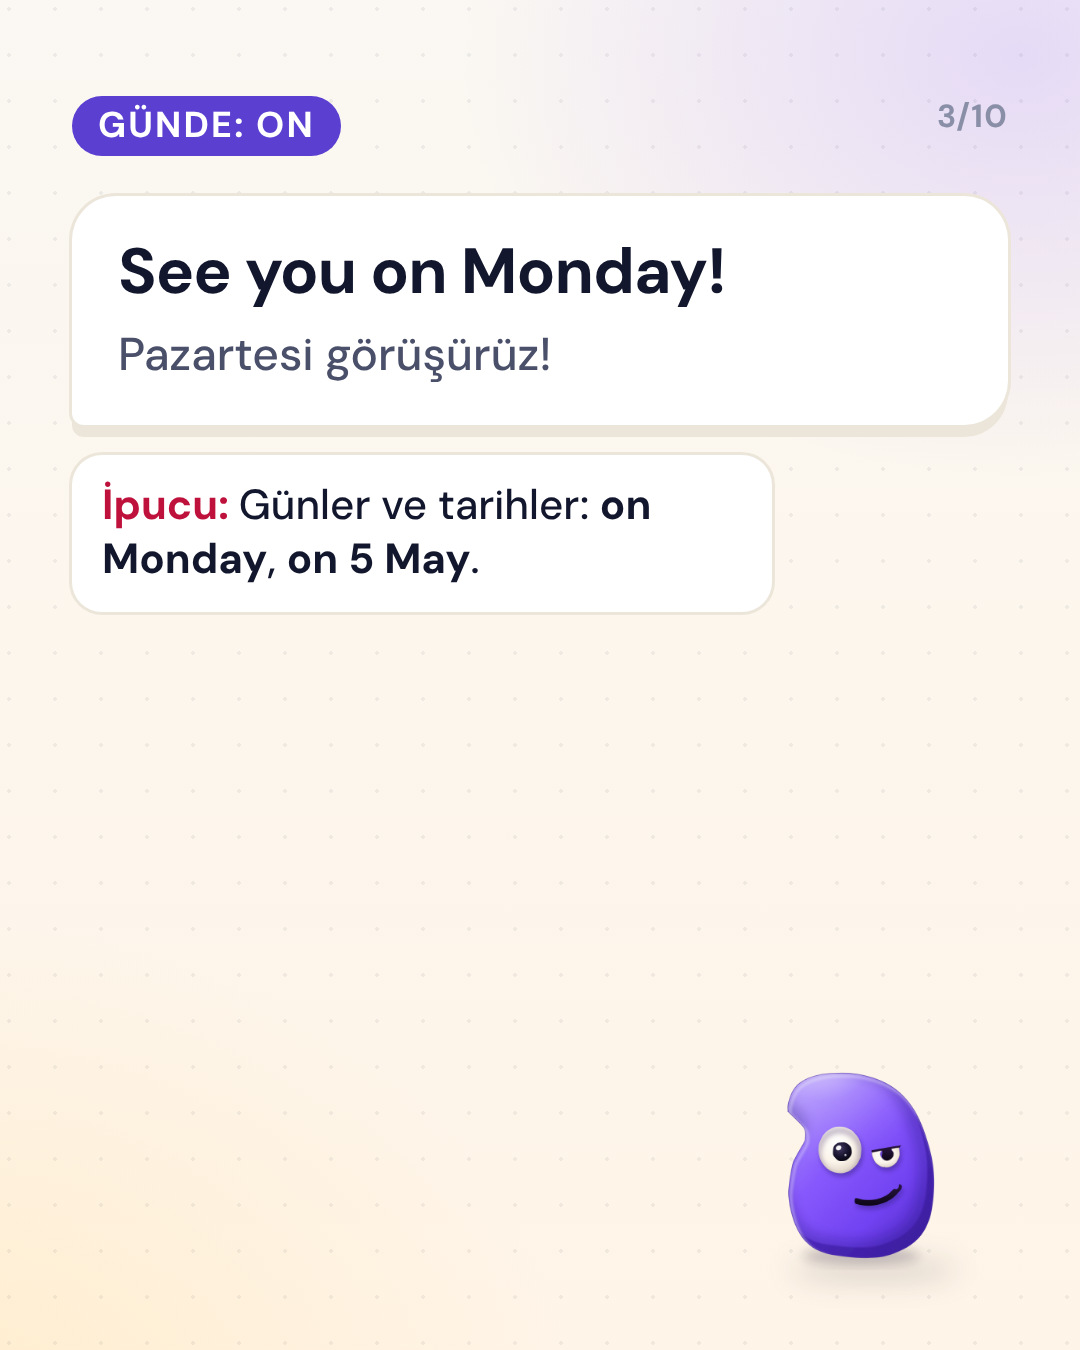 GÜNDE: ON
3/10
See you on Monday!
Pazartesi görüşürüz!
İpucu: Günler ve tarihler: on
Monday, on 5 May.